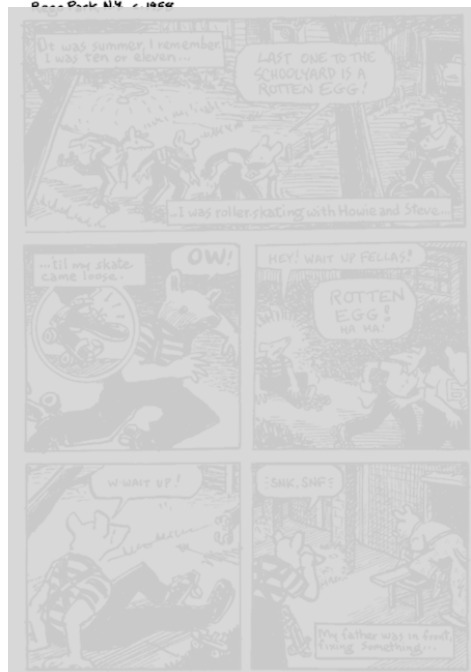 Rego Park, N.Y. c. 1958
It was summer, I remember.
I was ten or eleven...
LAST ONE TO THE
SCHOOLYARD IS A
ROTTEN EGG!
...I was roller-skating with Howie and Steve...
...'til my skate
came loose.
OW!
HEY! WAIT UP FELLAS!
ROTTEN
EGG!
HA HA!
W-WAIT UP!
SNK. SNF
My father was in front,
fixing something...